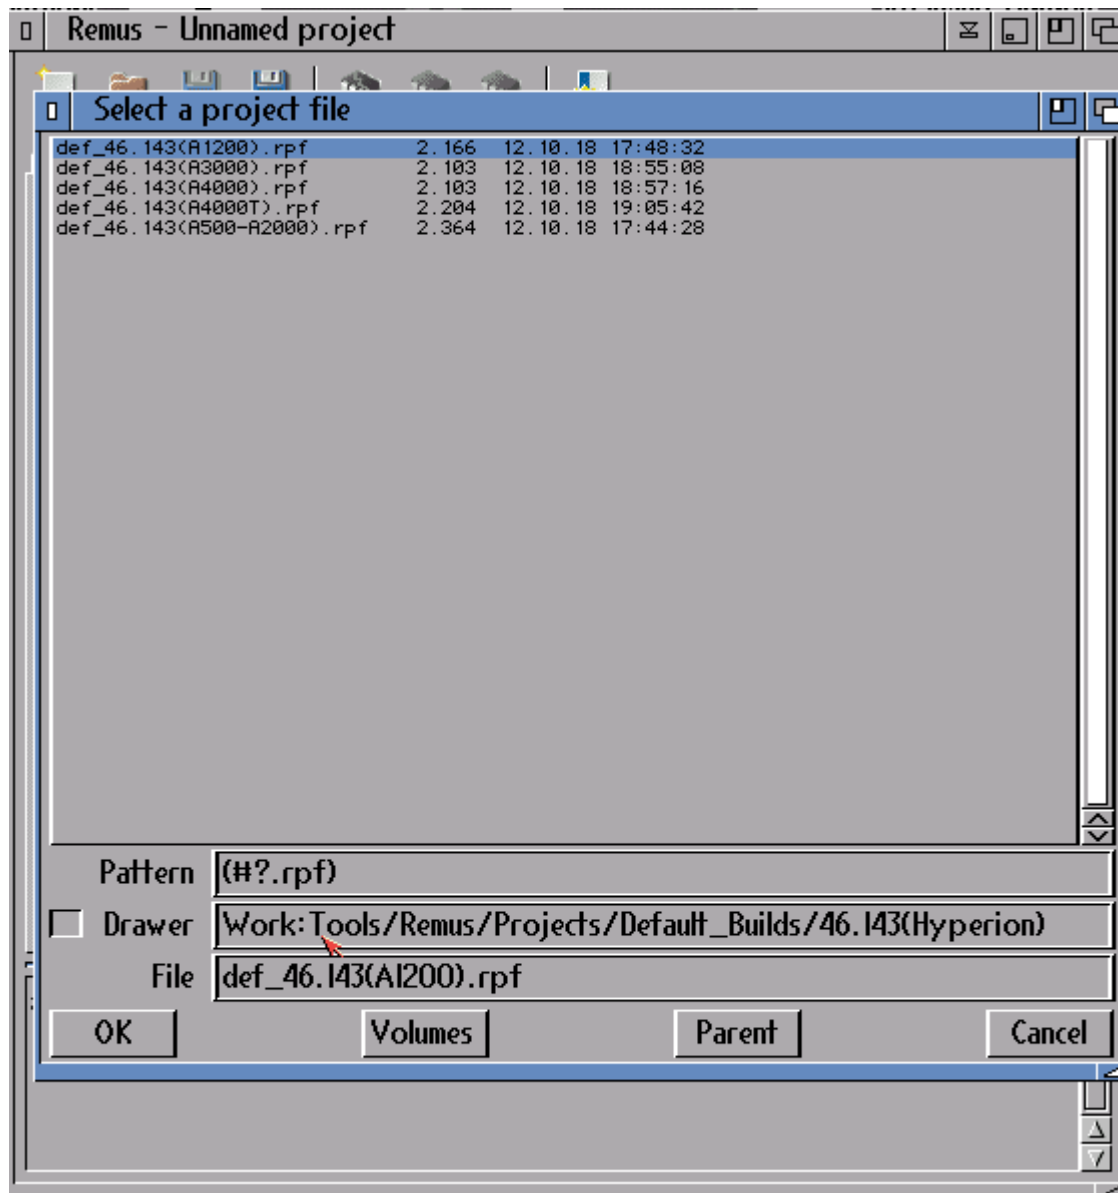 Remus - Unnamed project
Select a project file
def_46.143(A1200).rpf 2.166 12.10.18 17:48:32
def_46.143(A3000).rpf 2.103 12.10.18 18:55:08
def_46.143(A4000).rpf 2.103 12.10.18 18:57:16
def_46.143(A4000T).rpf 2.204 12.10.18 19:05:42
def_46.143(A500-A2000).rpf 2.364 12.10.18 17:44:28
Pattern (#?.rpf)
Drawer Work:Tools/Remus/Projects/Default_Builds/46.143(Hyperion)
File def_46.143(A1200).rpf
OK Volumes Parent Cancel